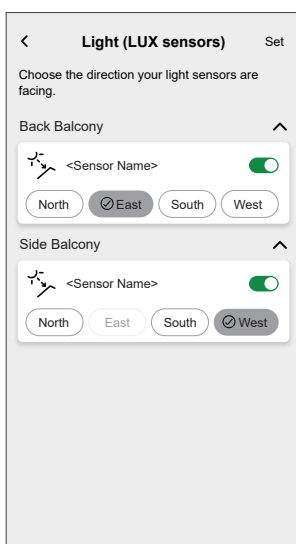 Light (LUX sensors) Set
Choose the direction your light sensors are
facing.
Back Balcony
<Sensor Name>
North East South West
Side Balcony
<Sensor Name>
North East South West